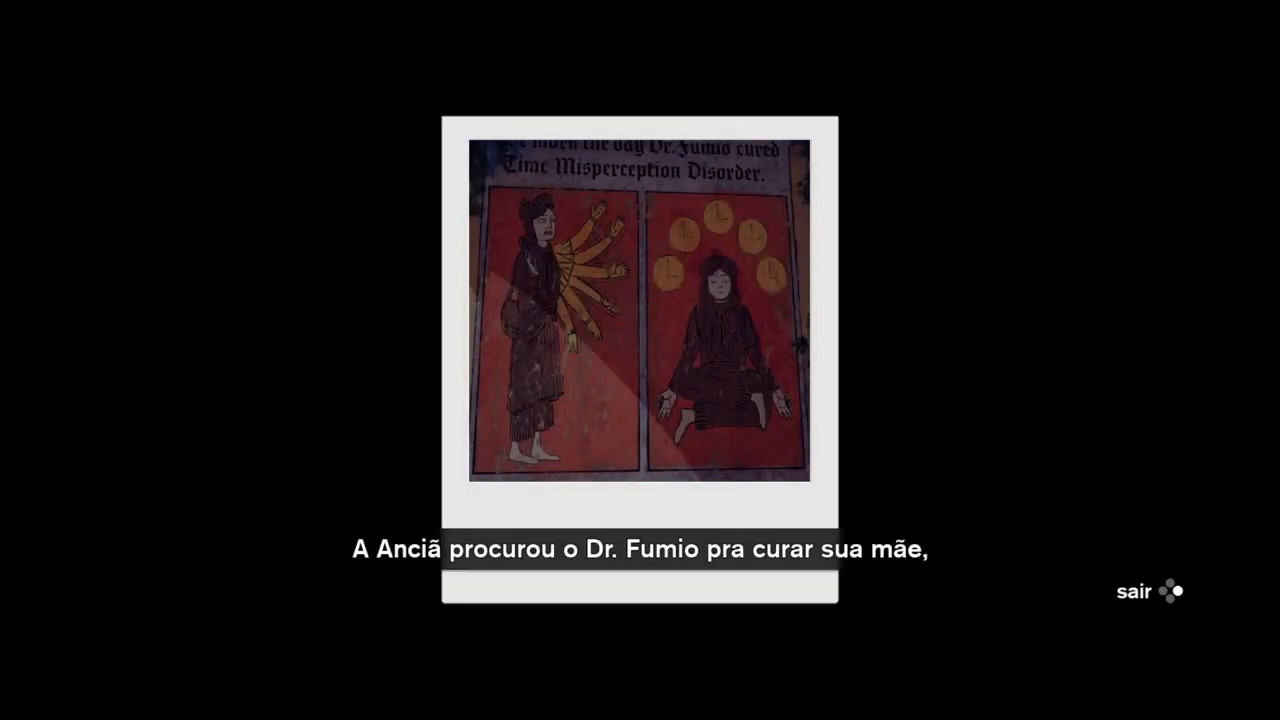 the day Dr. Fumio cured
Time Misperception Disorder.
A Anciã procurou o Dr. Fumio pra curar sua mãe,
sair